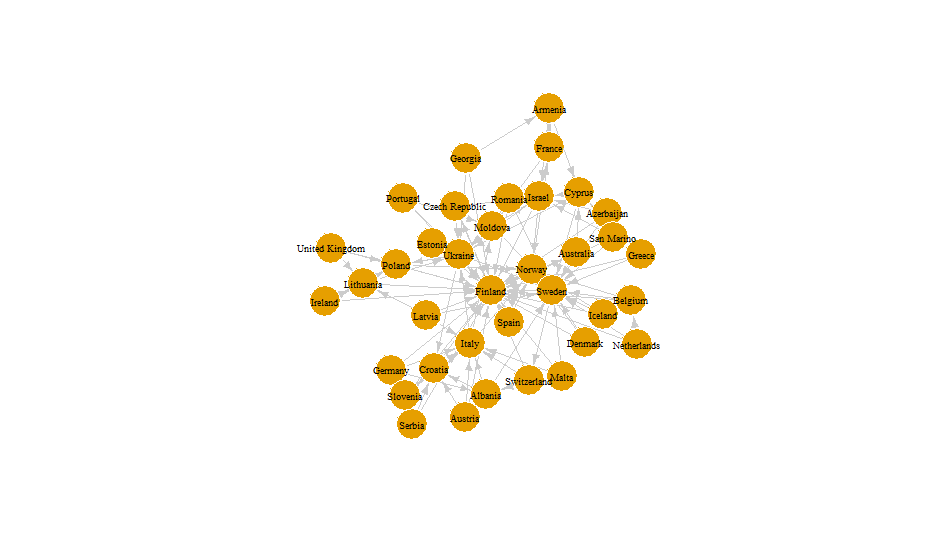 Armenia
France
Georgia
Portugal
Czech Republic
Romania
Israel
Cyprus
Azerbaijan
Moldova
San Marino
Estonia
United Kingdom
Ukraine
Australia
Greece
Poland
Norway
Lithuania
Finland
Sweden
Ireland
Belgium
Latvia
Iceland
Spain
Italy
Denmark
Netherlands
Germany
Croatia
Switzerland
Malta
Slovenia
Albania
Austria
Serbia